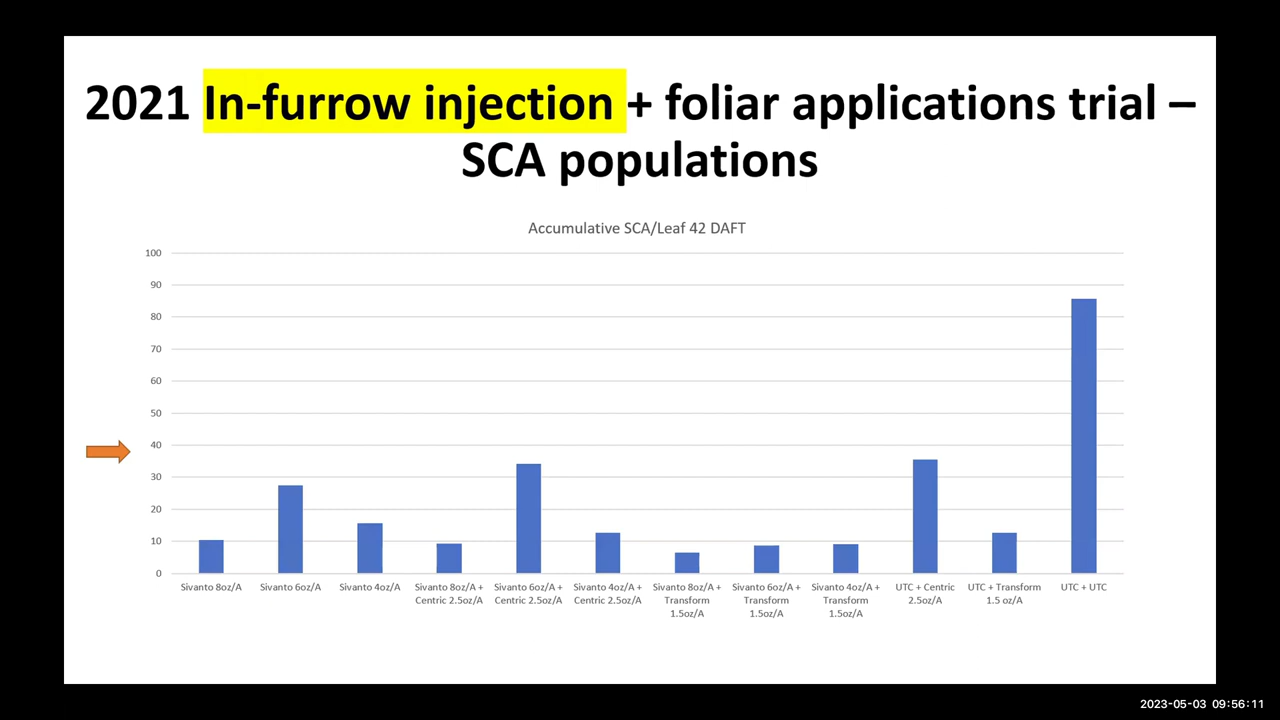 2021 In-furrow injection + foliar applications trial –
SCA populations
Accumulative SCA/Leaf 42 DAFT
100
90
80
70
60
50
40
30
20
10
0
Sivanto 8oz/A
Sivanto 6oz/A
Sivanto 4oz/A
Sivanto 8oz/A +
Centric 2.5oz/A
Sivanto 6oz/A +
Centric 2.5oz/A
Sivanto 4oz/A +
Centric 2.5oz/A
Sivanto 8oz/A +
Transform
1.5oz/A
Sivanto 6oz/A +
Transform
1.5oz/A
Sivanto 4oz/A +
Transform
1.5oz/A
UTC + Centric
2.5oz/A
UTC + Transform
1.5 oz/A
UTC + UTC
2023-05-03 09:56:11